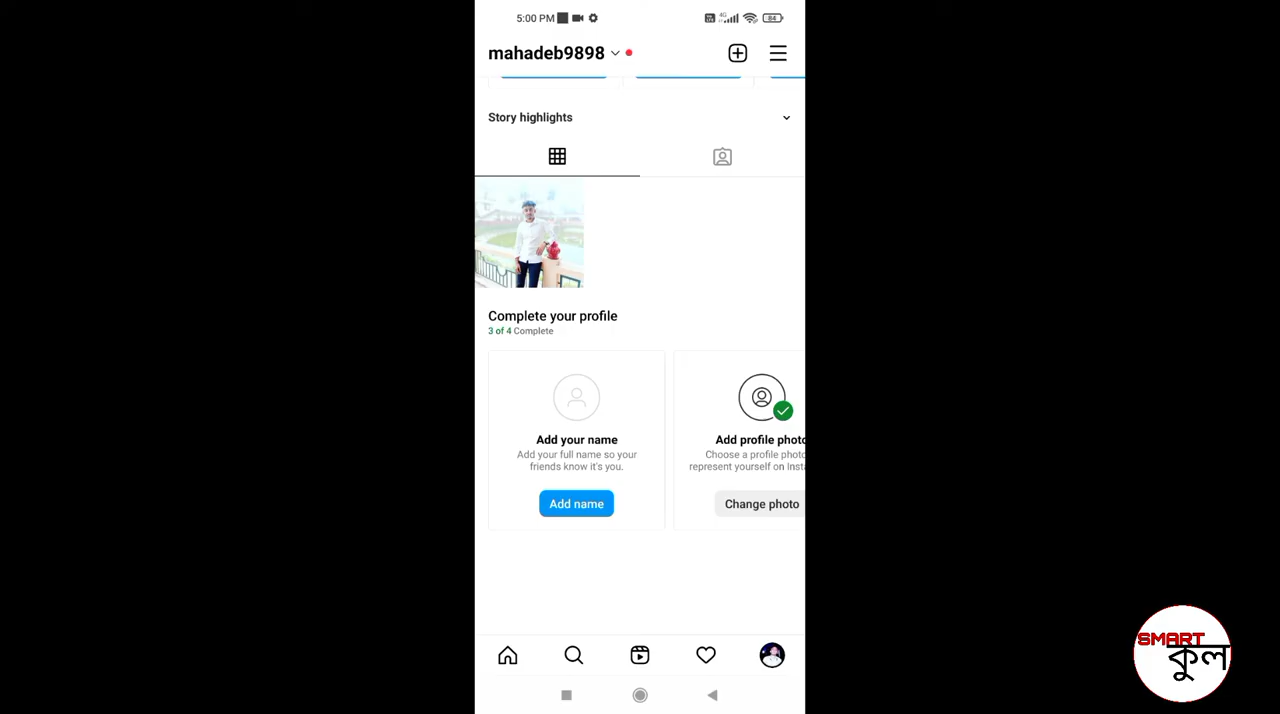 5:00 PM
4G
84
mahadeb9898
Story highlights
Complete your profile
3 of 4 Complete
Add your name
Add your full name so your
friends know it's you.
Add name
Add profile photo
Choose a profile photo
represent yourself on Insta
Change photo
SMART
কুল